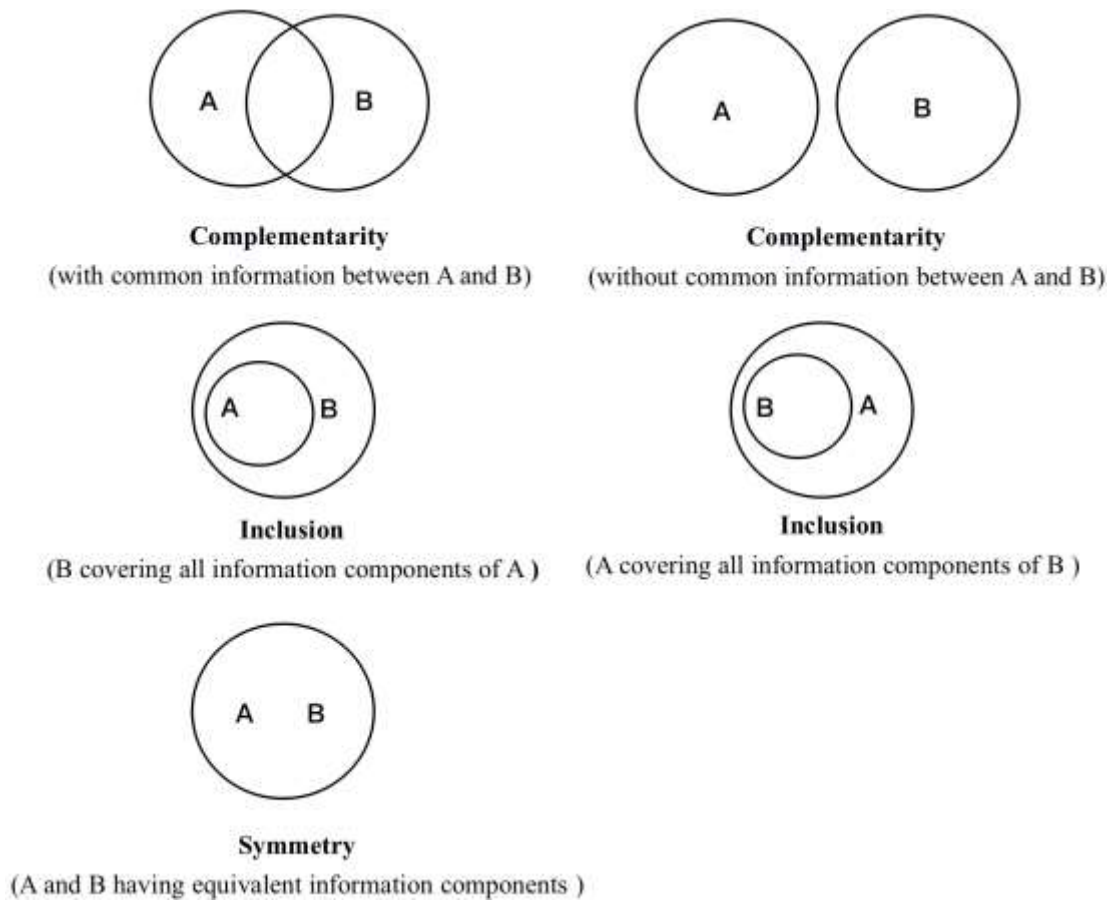 A B
A B
Complementarity
(with common information between A and B)
Complementarity
(without common information between A and B)
A B
B A
Inclusion
(B covering all information components of A )
Inclusion
(A covering all information components of B )
A B
Symmetry
(A and B having equivalent information components )